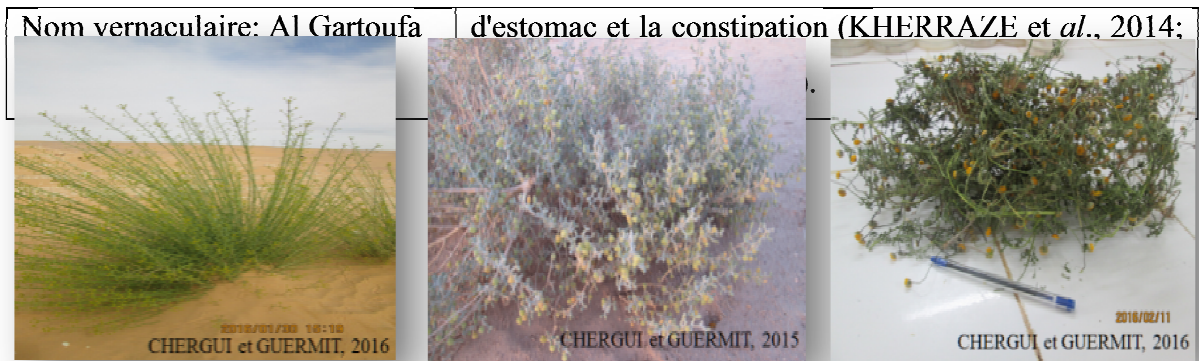 Nom vernaculaire: Al Gartoufa
d'estomac et la constipation (KHERRAZE et al., 2014;
).
CHERGUI et GUERMIT, 2016
CHERGUI et GUERMIT, 2015
2016/02/11
CHERGUI et GUERMIT, 2016